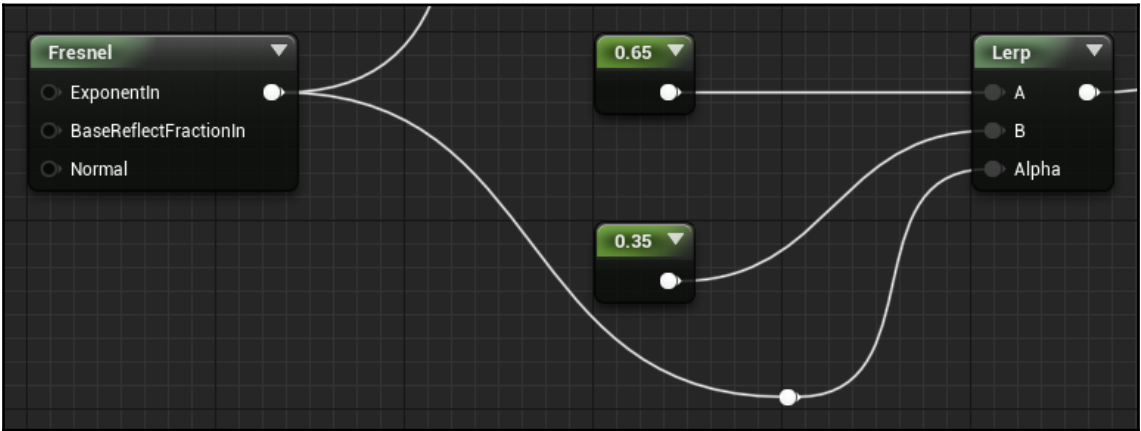 Fresnel
ExponentIn
BaseReflectFractionIn
Normal
0.65
0.35
Lerp
A
B
Alpha